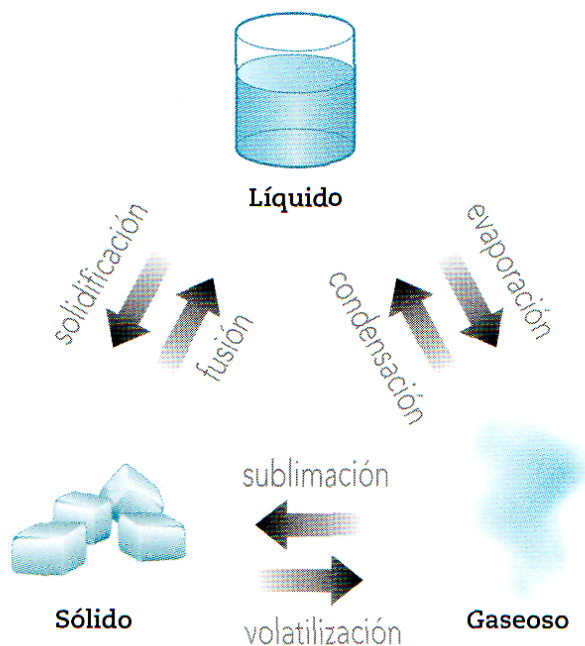 Líquido
solidificación
fusión
condensación
evaporación
sublimación
Sólido
volatilización
Gaseoso